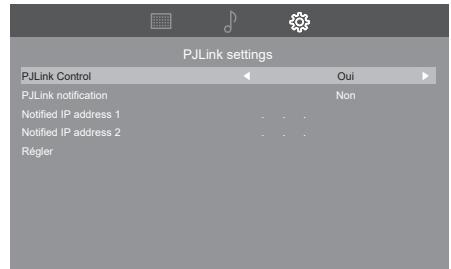 PJLink settings
PJLink Control Oui
PJLink notification Non
Notified IP address 1 . . .
Notified IP address 2 . . .
Régler